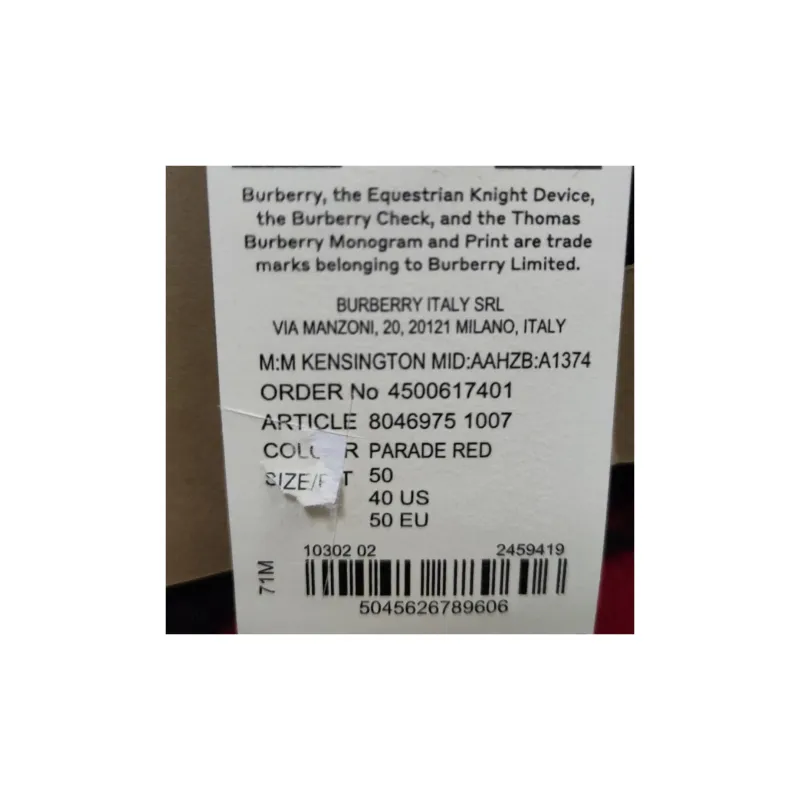 Burberry, the Equestrian Knight Device,
the Burberry Check, and the Thomas
Burberry Monogram and Print are trade
marks belonging to Burberry Limited.
BURBERRY ITALY SRL
VIA MANZONI, 20, 20121 MILANO, ITALY
M:M KENSINGTON MID:AAHZB:A1374
ORDER No 4500617401
ARTICLE 8046975 1007
PARADE RED
50
40 US
50 EU
10302 02 2459419
71M
5045626789606